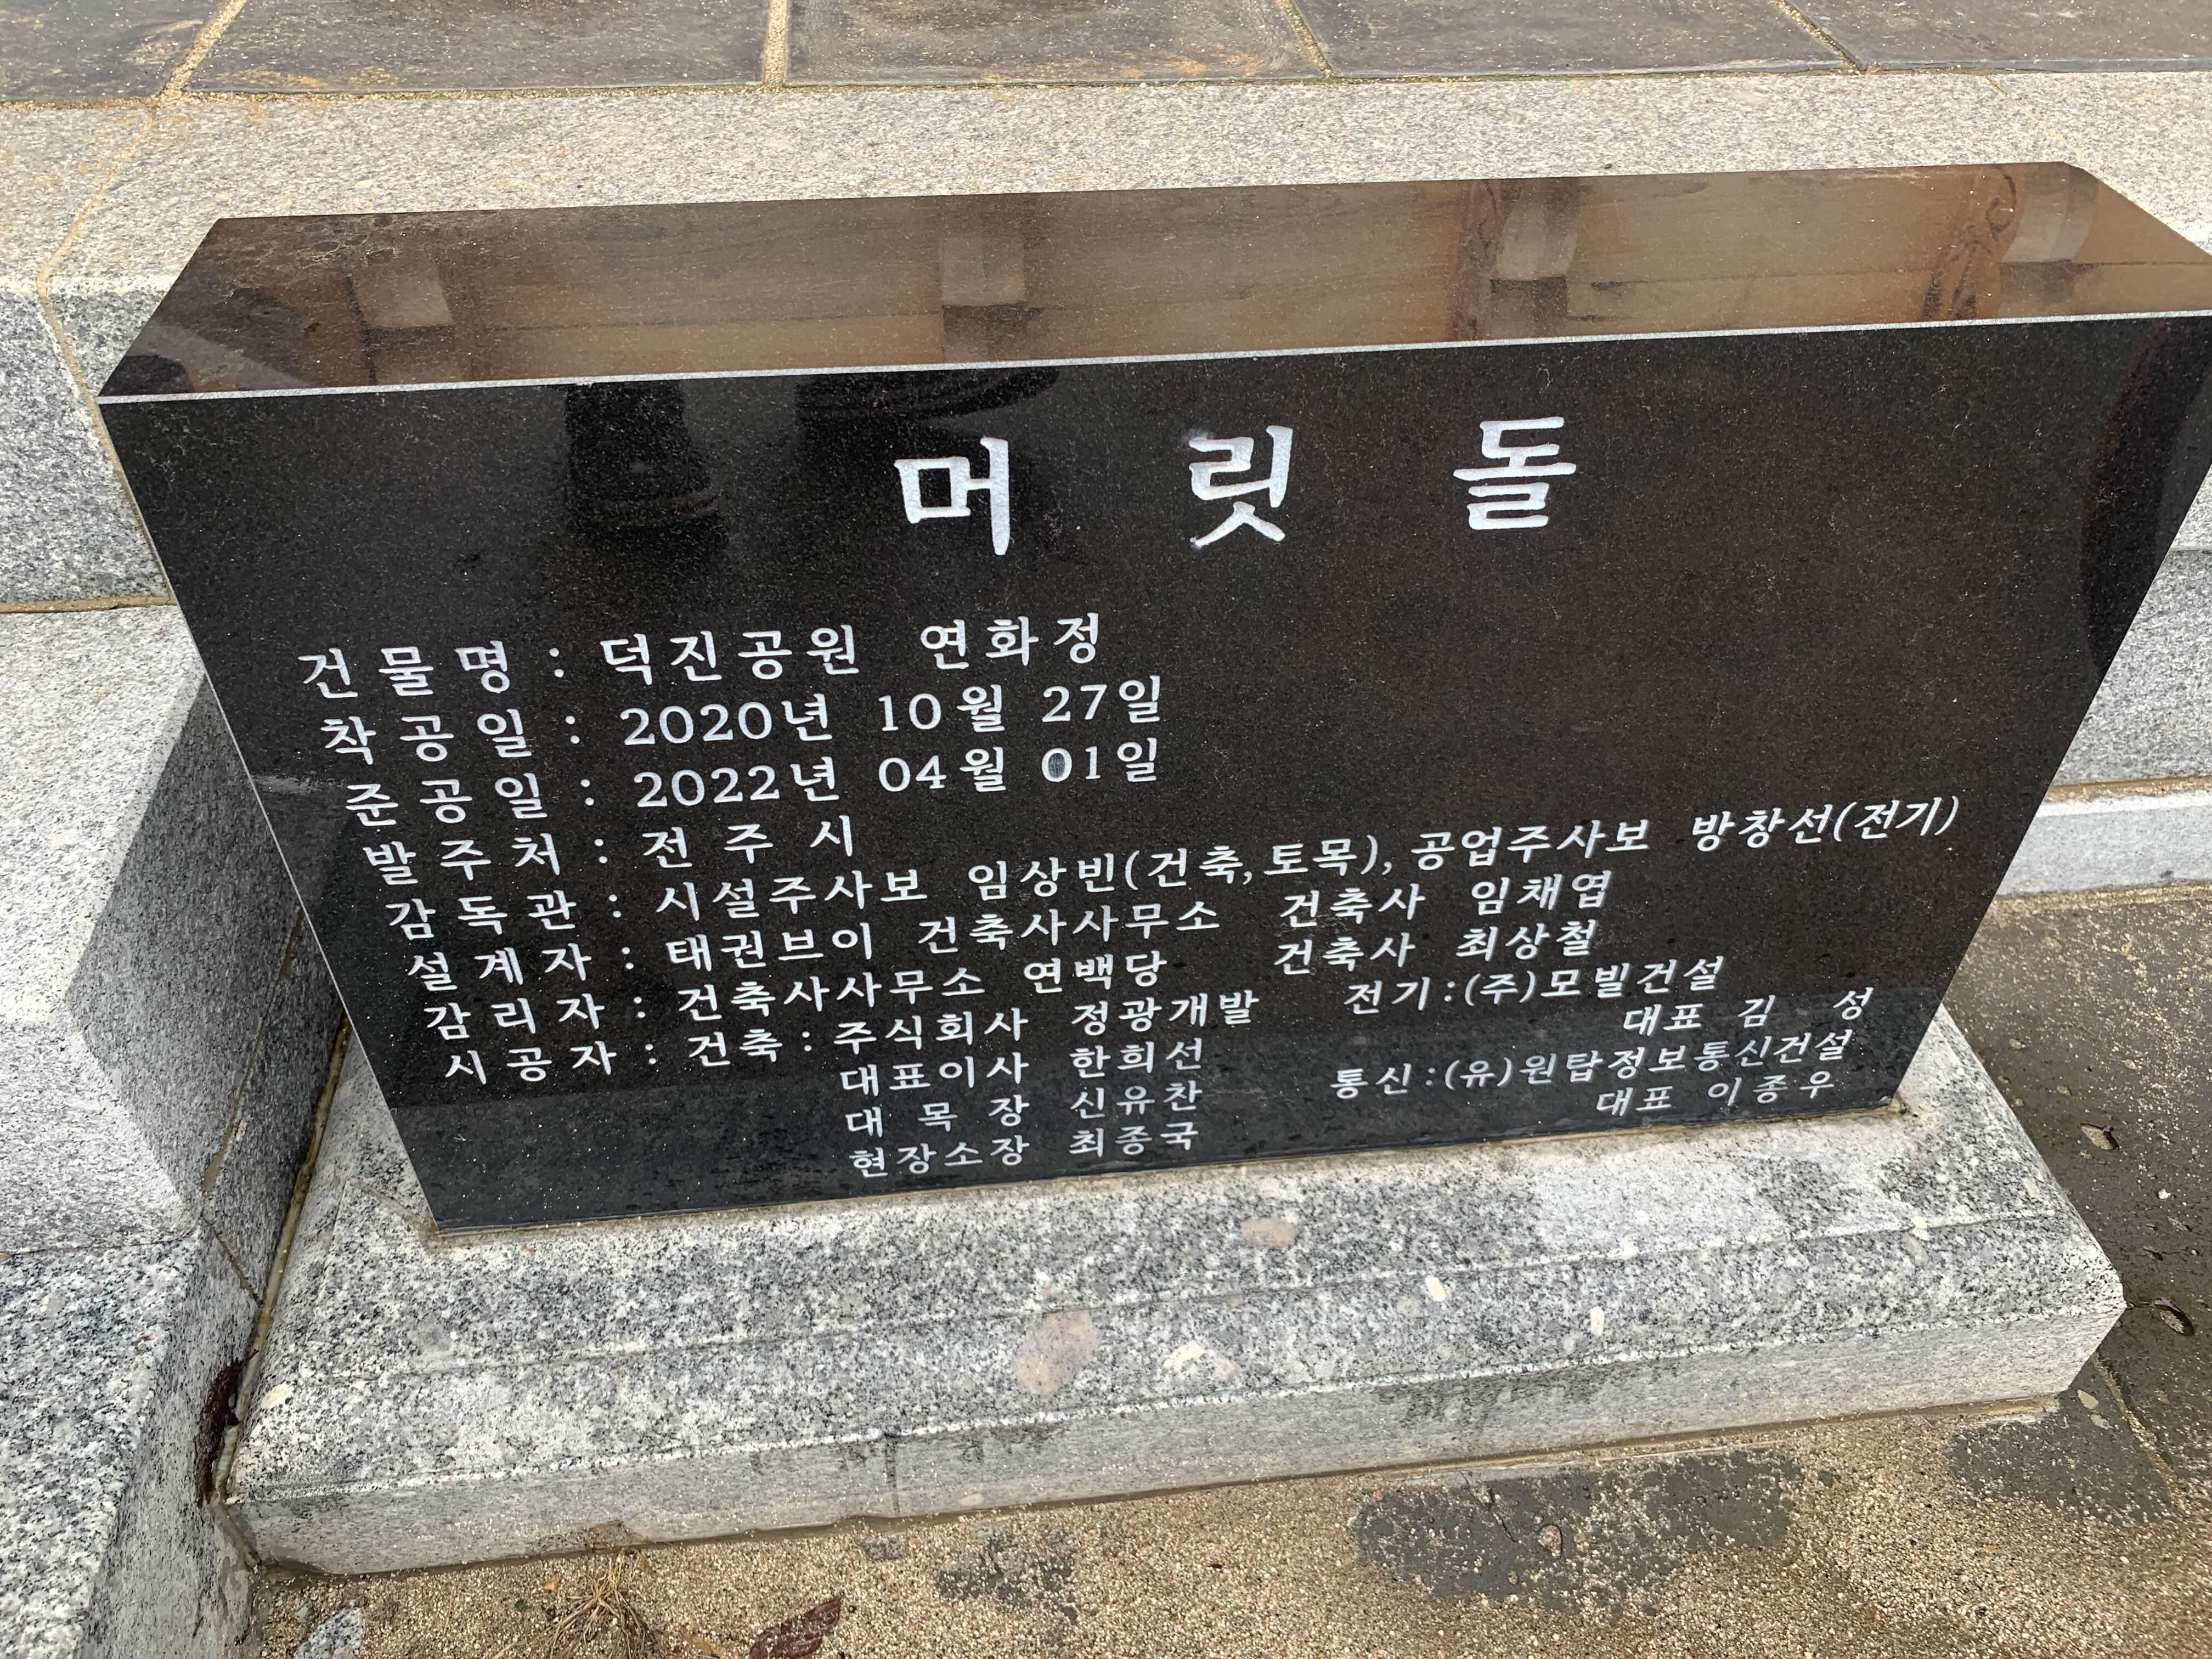 머릿돌
건물명 : 덕진공원 연화정
착공일 : 2020년 10월 27일
준공일 : 2022년 04월 01일
발주처 : 전 주 시
감독관 : 시설주사보 임상빈(건축,토목), 공업주사보 방창선(전기)
설계자 : 태권브이 건축사사무소 건축사 임채엽
감리자 : 건축사사무소 연백당 건축사 최상철
시공자 : 건축 : 주식회사 정광개발 전기 : (주)모빌건설
대표이사 한희선 대표 김 성
대 목 장 신유찬 통신 : (유)원탑정보통신건설
현장소장 최종국 대표 이종우